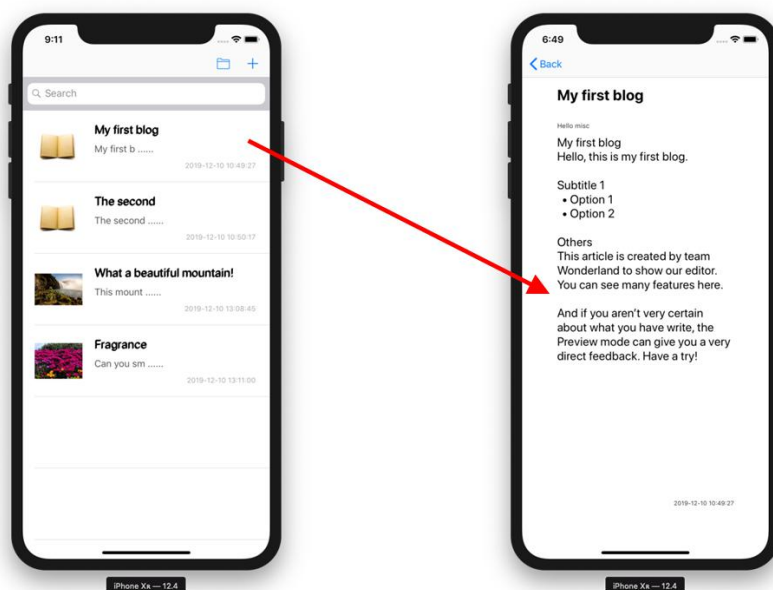 9:11
Search
My first blog
My first b ......
2019-12-10 10:49:27
The second
The second ......
2019-12-10 10:50:17
What a beautiful mountain!
This mount ......
2019-12-10 13:08:45
Fragrance
Can you sm ......
2019-12-10 13:11:00
iPhone XR — 12.4
6:49
Back
My first blog
Hello misc
My first blog
Hello, this is my first blog.
Subtitle 1
• Option 1
• Option 2
Others
This article is created by team
Wonderland to show our editor.
You can see many features here.
And if you aren't very certain
about what you have write, the
Preview mode can give you a very
direct feedback. Have a try!
2019-12-10 10:49:27
iPhone XR — 12.4